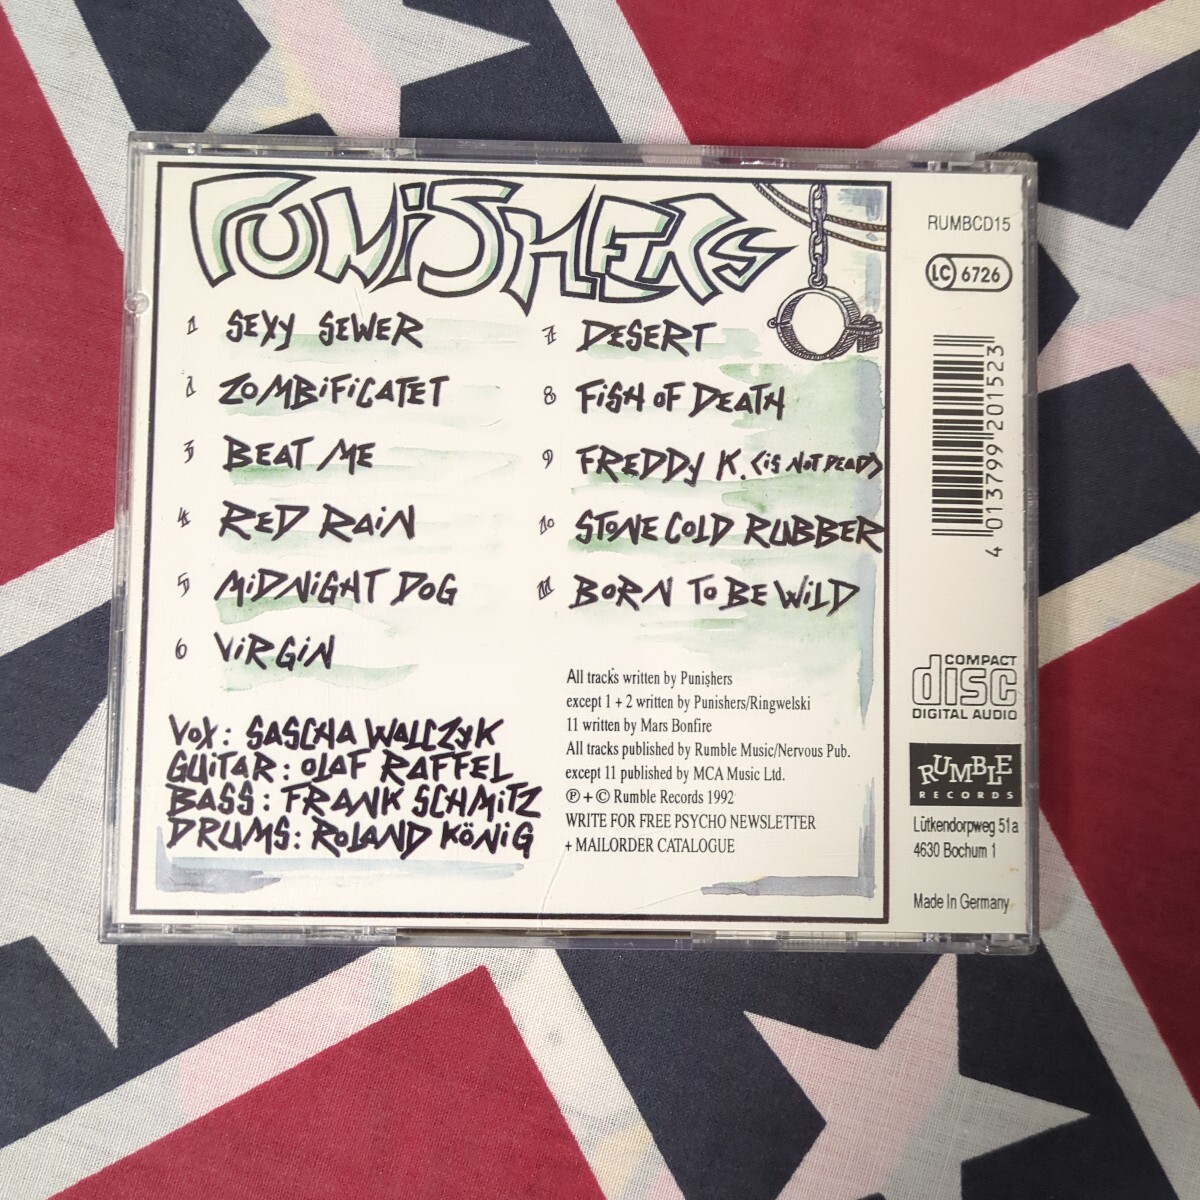 PUNiSHERS
1 SEXY SEWER
2 ZOMBiFiCATET
3 BEAT ME
4 RED RAiN
5 MiDNiGHT DOG
6 ViRGiN
7 DESERT
8 FiSH OF DEATH
9 FREDDY K. (iS NOT DEAD)
10 STONE COLD RUBBER
11 BORN TO BE WiLD
VOX: SASCHA WALCZYK
GUiTAR: OLAF RAFFEL
BASS: FRANK SCHMiTZ
DRUMS: ROLAND KÖNiG
All tracks written by Punishers
except 1 + 2 written by Punishers/Ringwelski
11 written by Mars Bonfire
All tracks published by Rumble Music/Nervous Pub.
except 11 published by MCA Music Ltd.
℗ + © Rumble Records 1992
WRITE FOR FREE PSYCHO NEWSLETTER
+ MAILORDER CATALOGUE
RUMBCD15
LC 6726
4 013799 201523
COMPACT
disc
DIGITAL AUDIO
RUMBLE
RECORDS
Lütkendorpweg 51a
4630 Bochum 1
Made In Germany